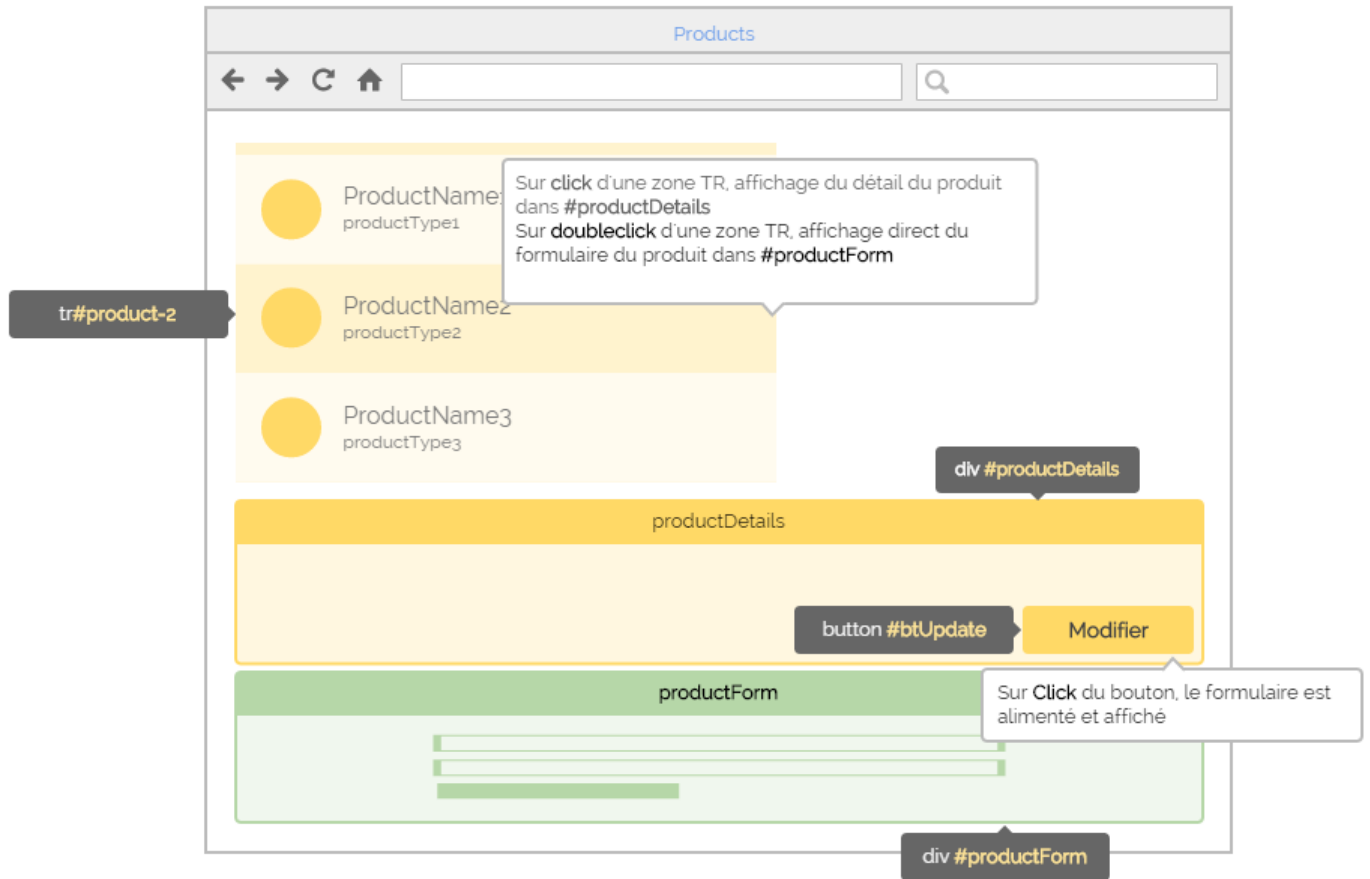 Products
ProductName
productType1
Sur click d'une zone TR, affichage du détail du produit
dans #productDetails
Sur doubleclick d'une zone TR, affichage direct du
formulaire du produit dans #productForm
tr#product-2
ProductName2
productType2
ProductName3
productType3
div #productDetails
productDetails
button #btUpdate
Modifier
productForm
Sur Click du bouton, le formulaire est
alimenté et affiché
div #productForm